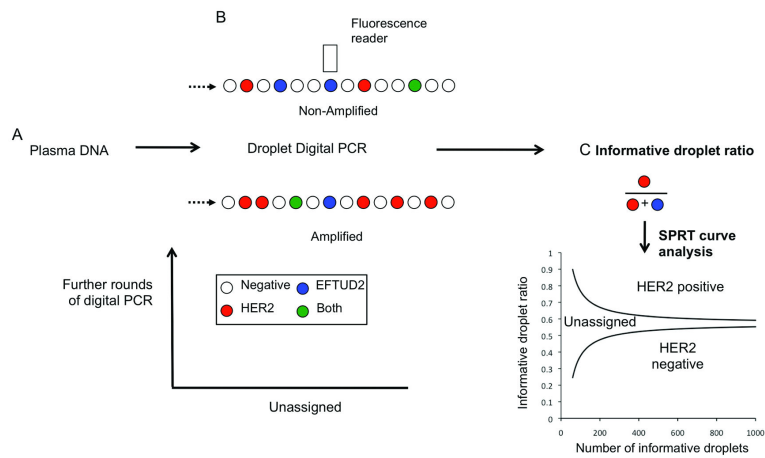 B
Fluorescence
reader
Non-Amplified
A
Plasma DNA
Droplet Digital PCR
C Informative droplet ratio
+
Amplified
SPRT curve
analysis
Further rounds
of digital PCR
Negative
EFTUD2
HER2
Both
Unassigned
Informative droplet ratio
1
0.9
0.8
0.7
0.6
0.5
0.4
0.3
0.2
0.1
0
HER2 positive
Unassigned
HER2
negative
0 200 400 600 800 1000
Number of informative droplets